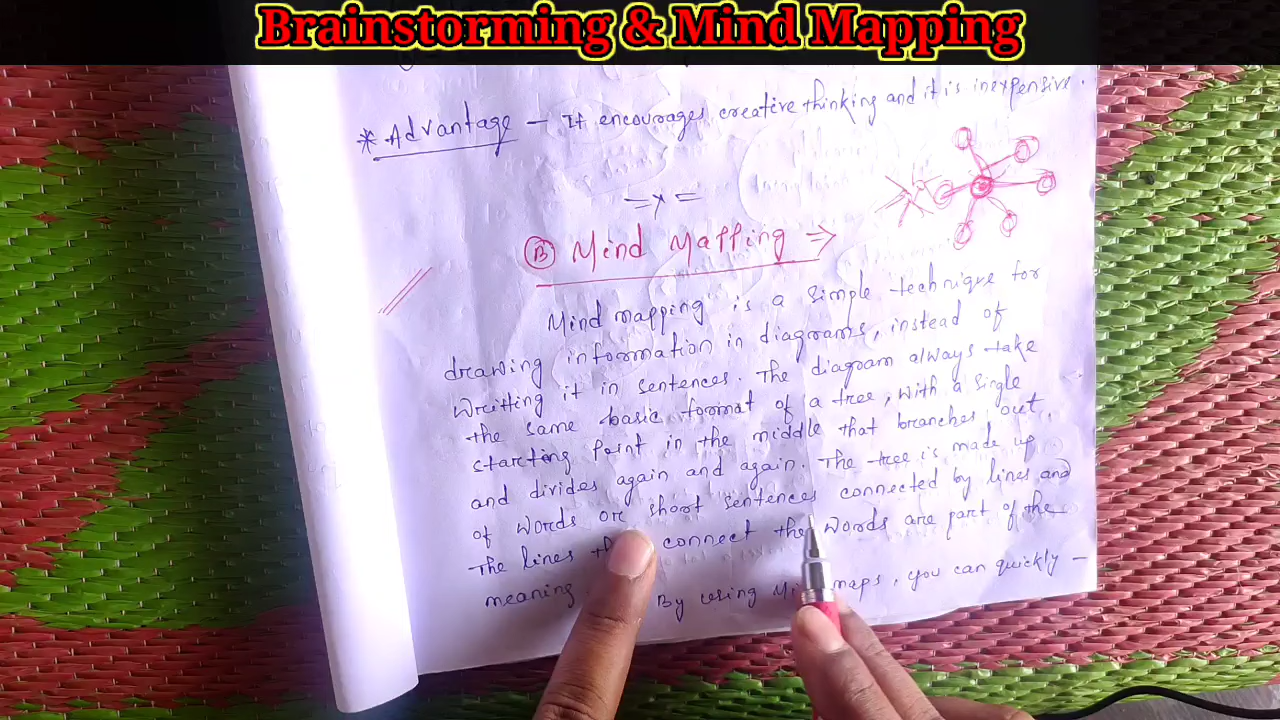 Brainstorming & Mind Mapping
* Advantage – It encourages creative thinking and it is inexpensive.
=x=
(B) Mind Mapping ⇒
Mind mapping is a simple technique for
drawing information in diagrams, instead of
writting it in sentences. The diagram always take
the same basic format of a tree, with a single
starting point in the middle that branches out
and divides again and again. The tree is made up
of words or short sentences connected by lines and
The lines connect the words are part of the
meaning. By using maps, you can quickly –